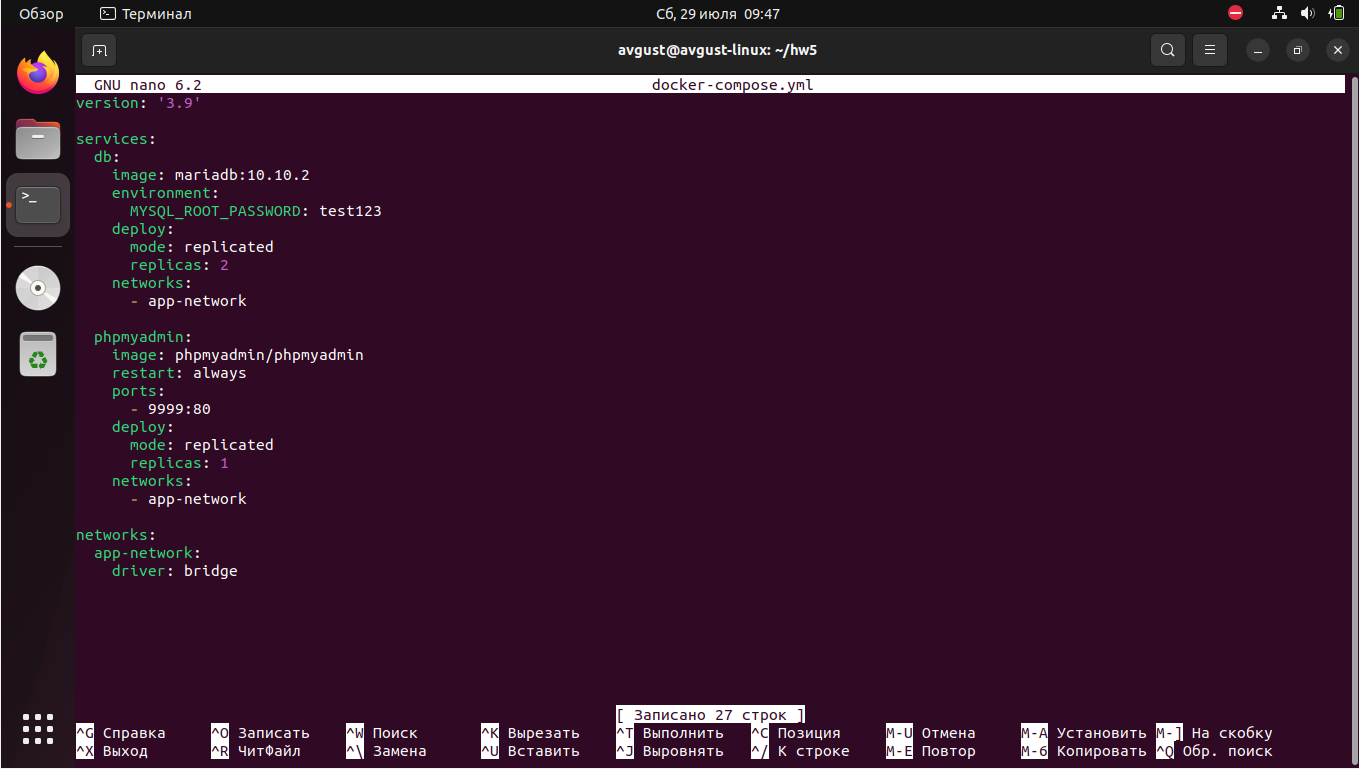 Обзор
Терминал
Сб, 29 июля 09:47
avgust@avgust-linux: ~/hw5
GNU nano 6.2 docker-compose.yml
version: '3.9'
services:
db:
image: mariadb:10.10.2
environment:
MYSQL_ROOT_PASSWORD: test123
deploy:
mode: replicated
replicas: 2
networks:
- app-network
phpmyadmin:
image: phpmyadmin/phpmyadmin
restart: always
ports:
- 9999:80
deploy:
mode: replicated
replicas: 1
networks:
- app-network
networks:
app-network:
driver: bridge
[ Записано 27 строк ]
^G Справка ^O Записать ^W Поиск ^K Вырезать ^T Выполнить ^C Позиция M-U Отмена M-A Установить M-] На скобку
^X Выход ^R ЧитФайл ^\ Замена ^U Вставить ^J Выровнять ^/ К строке M-E Повтор M-6 Копировать ^Q Обр. поиск